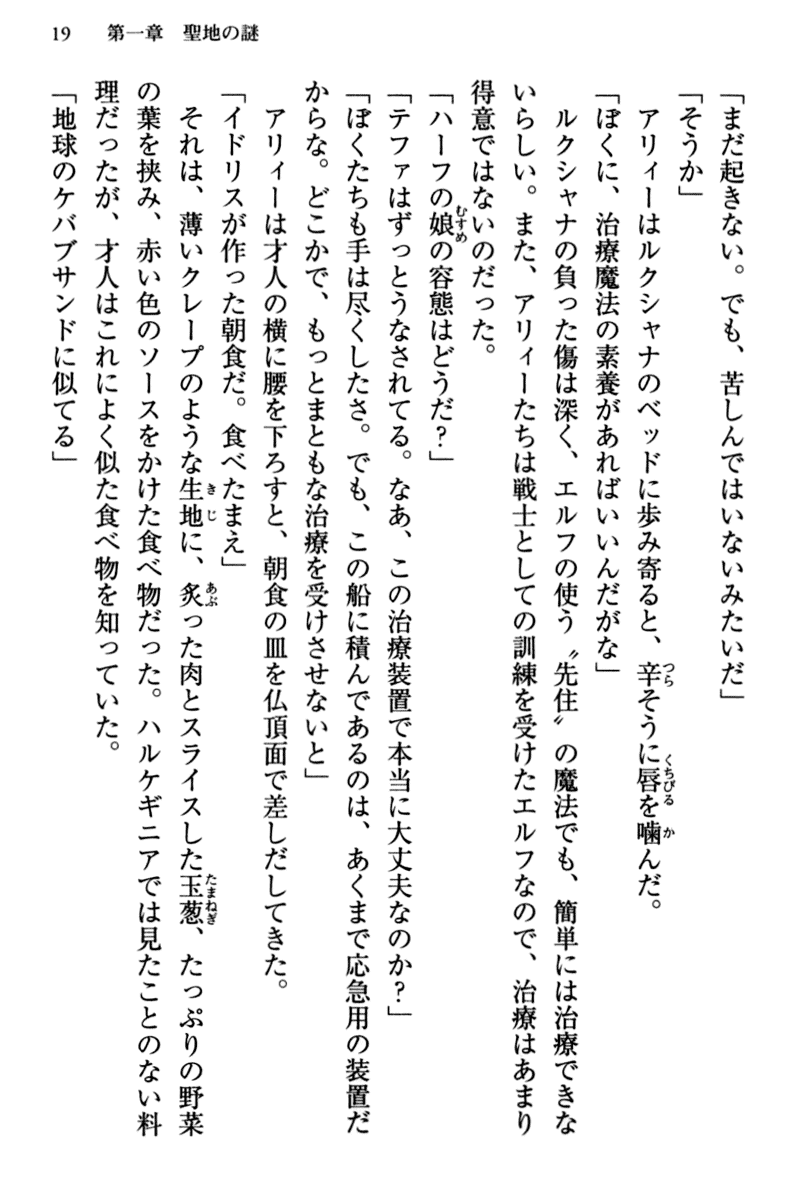 19　第一章　聖地の謎
「まだ起きない。でも、苦しんではいないみたいだ」
「そうか」
　アリィーはルクシャナのベッドに歩み寄ると、辛そうに唇を噛んだ。
「ぼくに、治療魔法の素養があればいいんだがな」
　ルクシャナの負った傷は深く、エルフの使う〝先住〟の魔法でも、簡単には治療できな
いらしい。また、アリィーたちは戦士としての訓練を受けたエルフなので、治療はあまり
得意ではないのだった。
「ハーフの娘の容態はどうだ？」
「テファはずっとうなされてる。なあ、この治療装置で本当に大丈夫なのか？」
「ぼくたちも手は尽くしたさ。でも、この船に積んであるのは、あくまで応急用の装置だ
からな。どこかで、もっとまともな治療を受けさせないと」
　アリィーは才人の横に腰を下ろすと、朝食の皿を仏頂面で差しだしてきた。
「イドリスが作った朝食だ。食べたまえ」
　それは、薄いクレープのような生地に、炙った肉とスライスした玉葱、たっぷりの野菜
の葉を挟み、赤い色のソースをかけた食べ物だった。ハルケギニアでは見たことのない料
理だったが、才人はこれによく似た食べ物を知っていた。
「地球のケバブサンドに似てる」